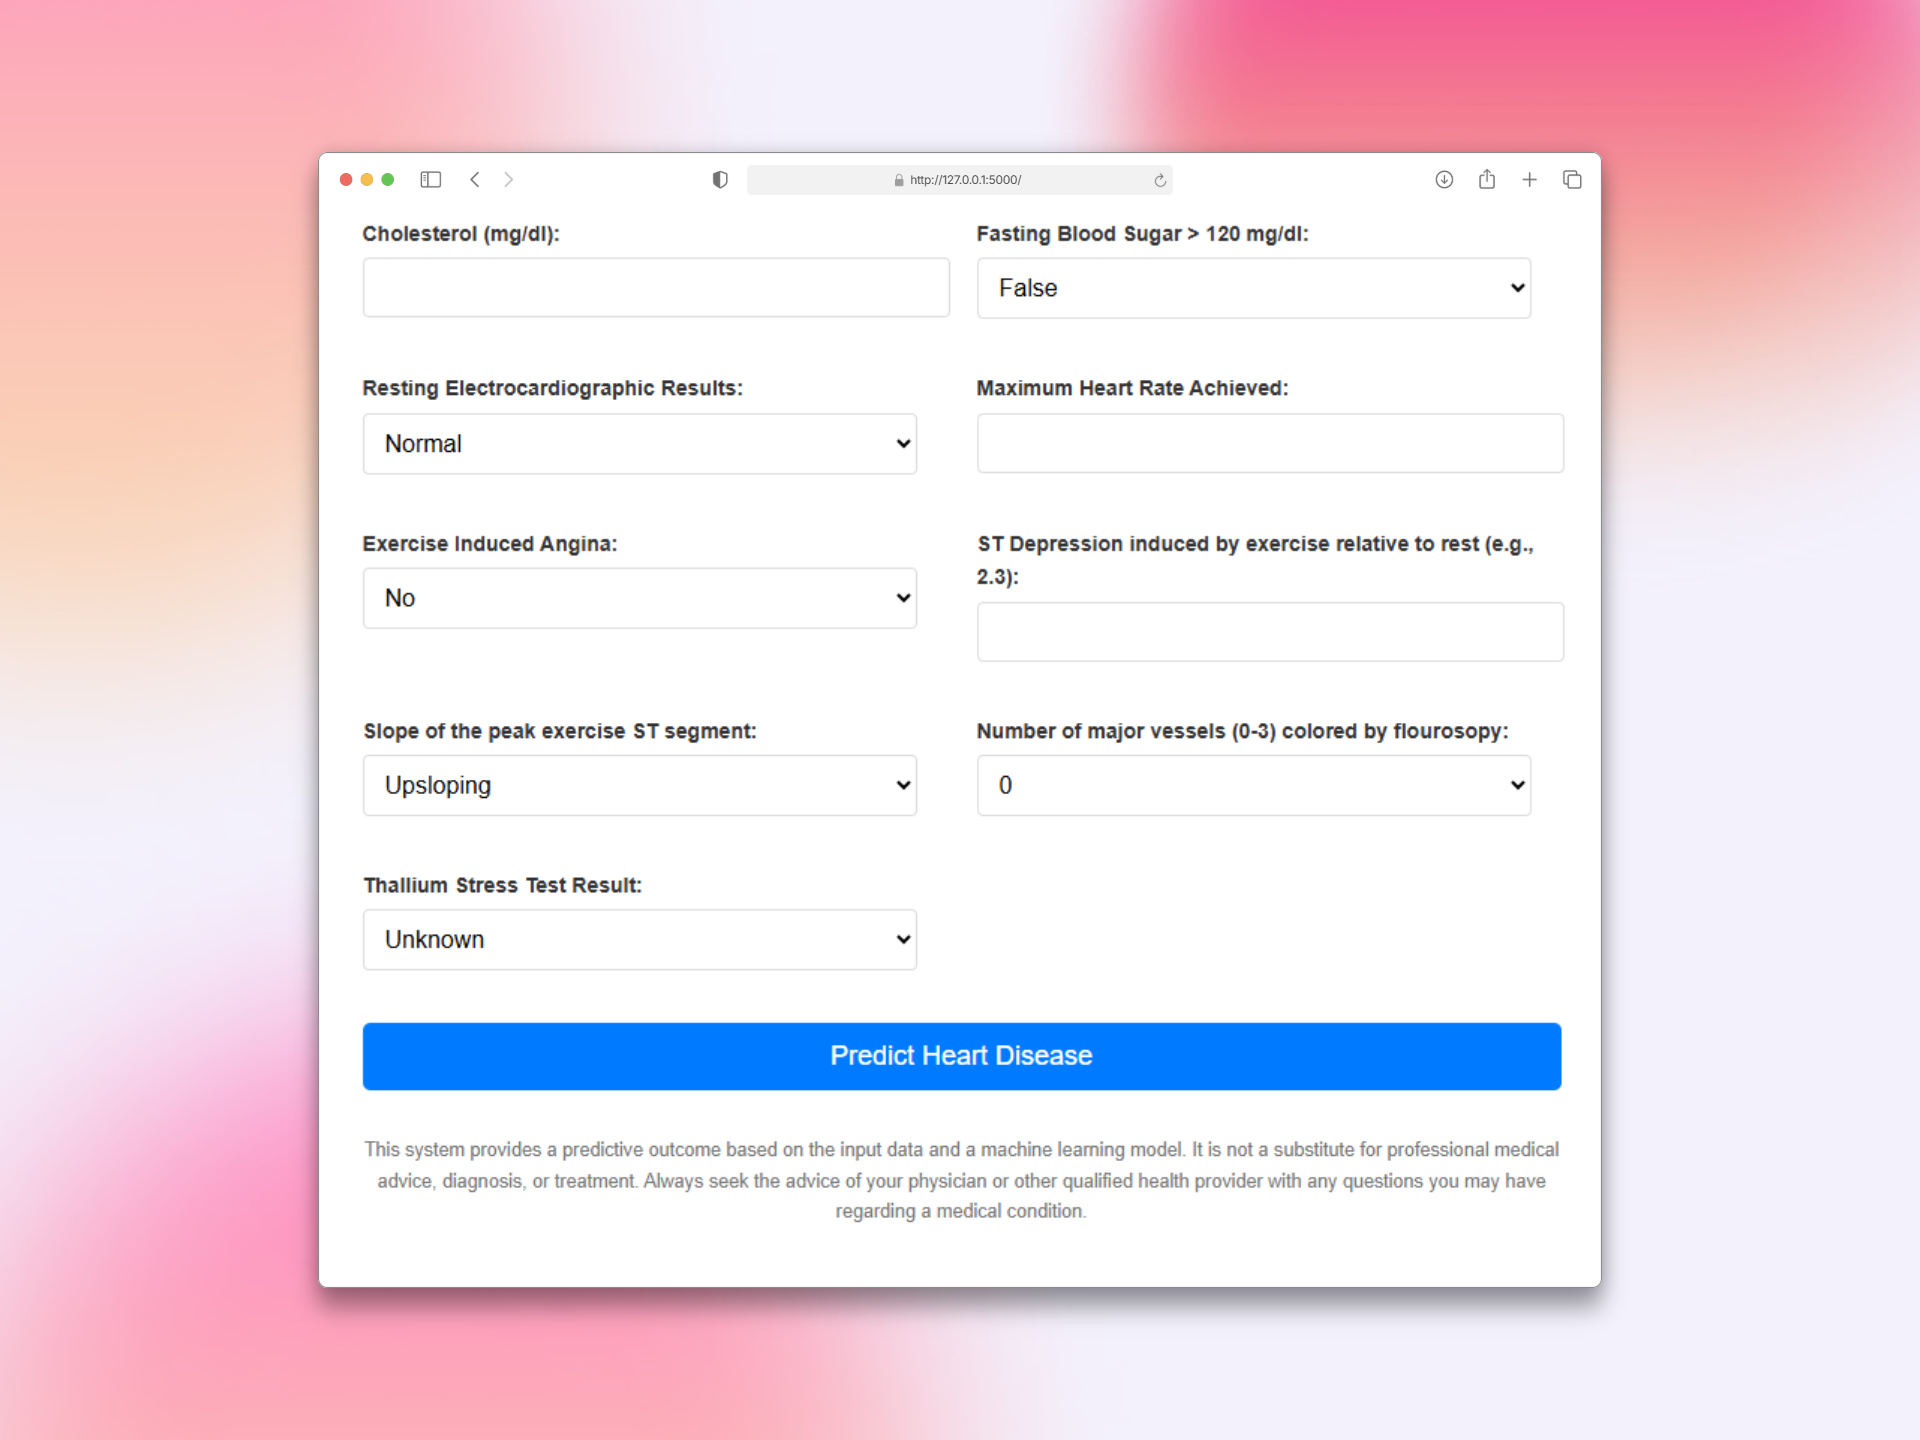 http://127.0.0.1:5000/
Cholesterol (mg/dl):
Fasting Blood Sugar > 120 mg/dl:
False
Resting Electrocardiographic Results:
Maximum Heart Rate Achieved:
Normal
Exercise Induced Angina:
ST Depression induced by exercise relative to rest (e.g.,
2.3):
No
Slope of the peak exercise ST segment:
Number of major vessels (0-3) colored by flourosopy:
Upsloping
0
Thallium Stress Test Result:
Unknown
Predict Heart Disease
This system provides a predictive outcome based on the input data and a machine learning model. It is not a substitute for professional medical
advice, diagnosis, or treatment. Always seek the advice of your physician or other qualified health provider with any questions you may have
regarding a medical condition.